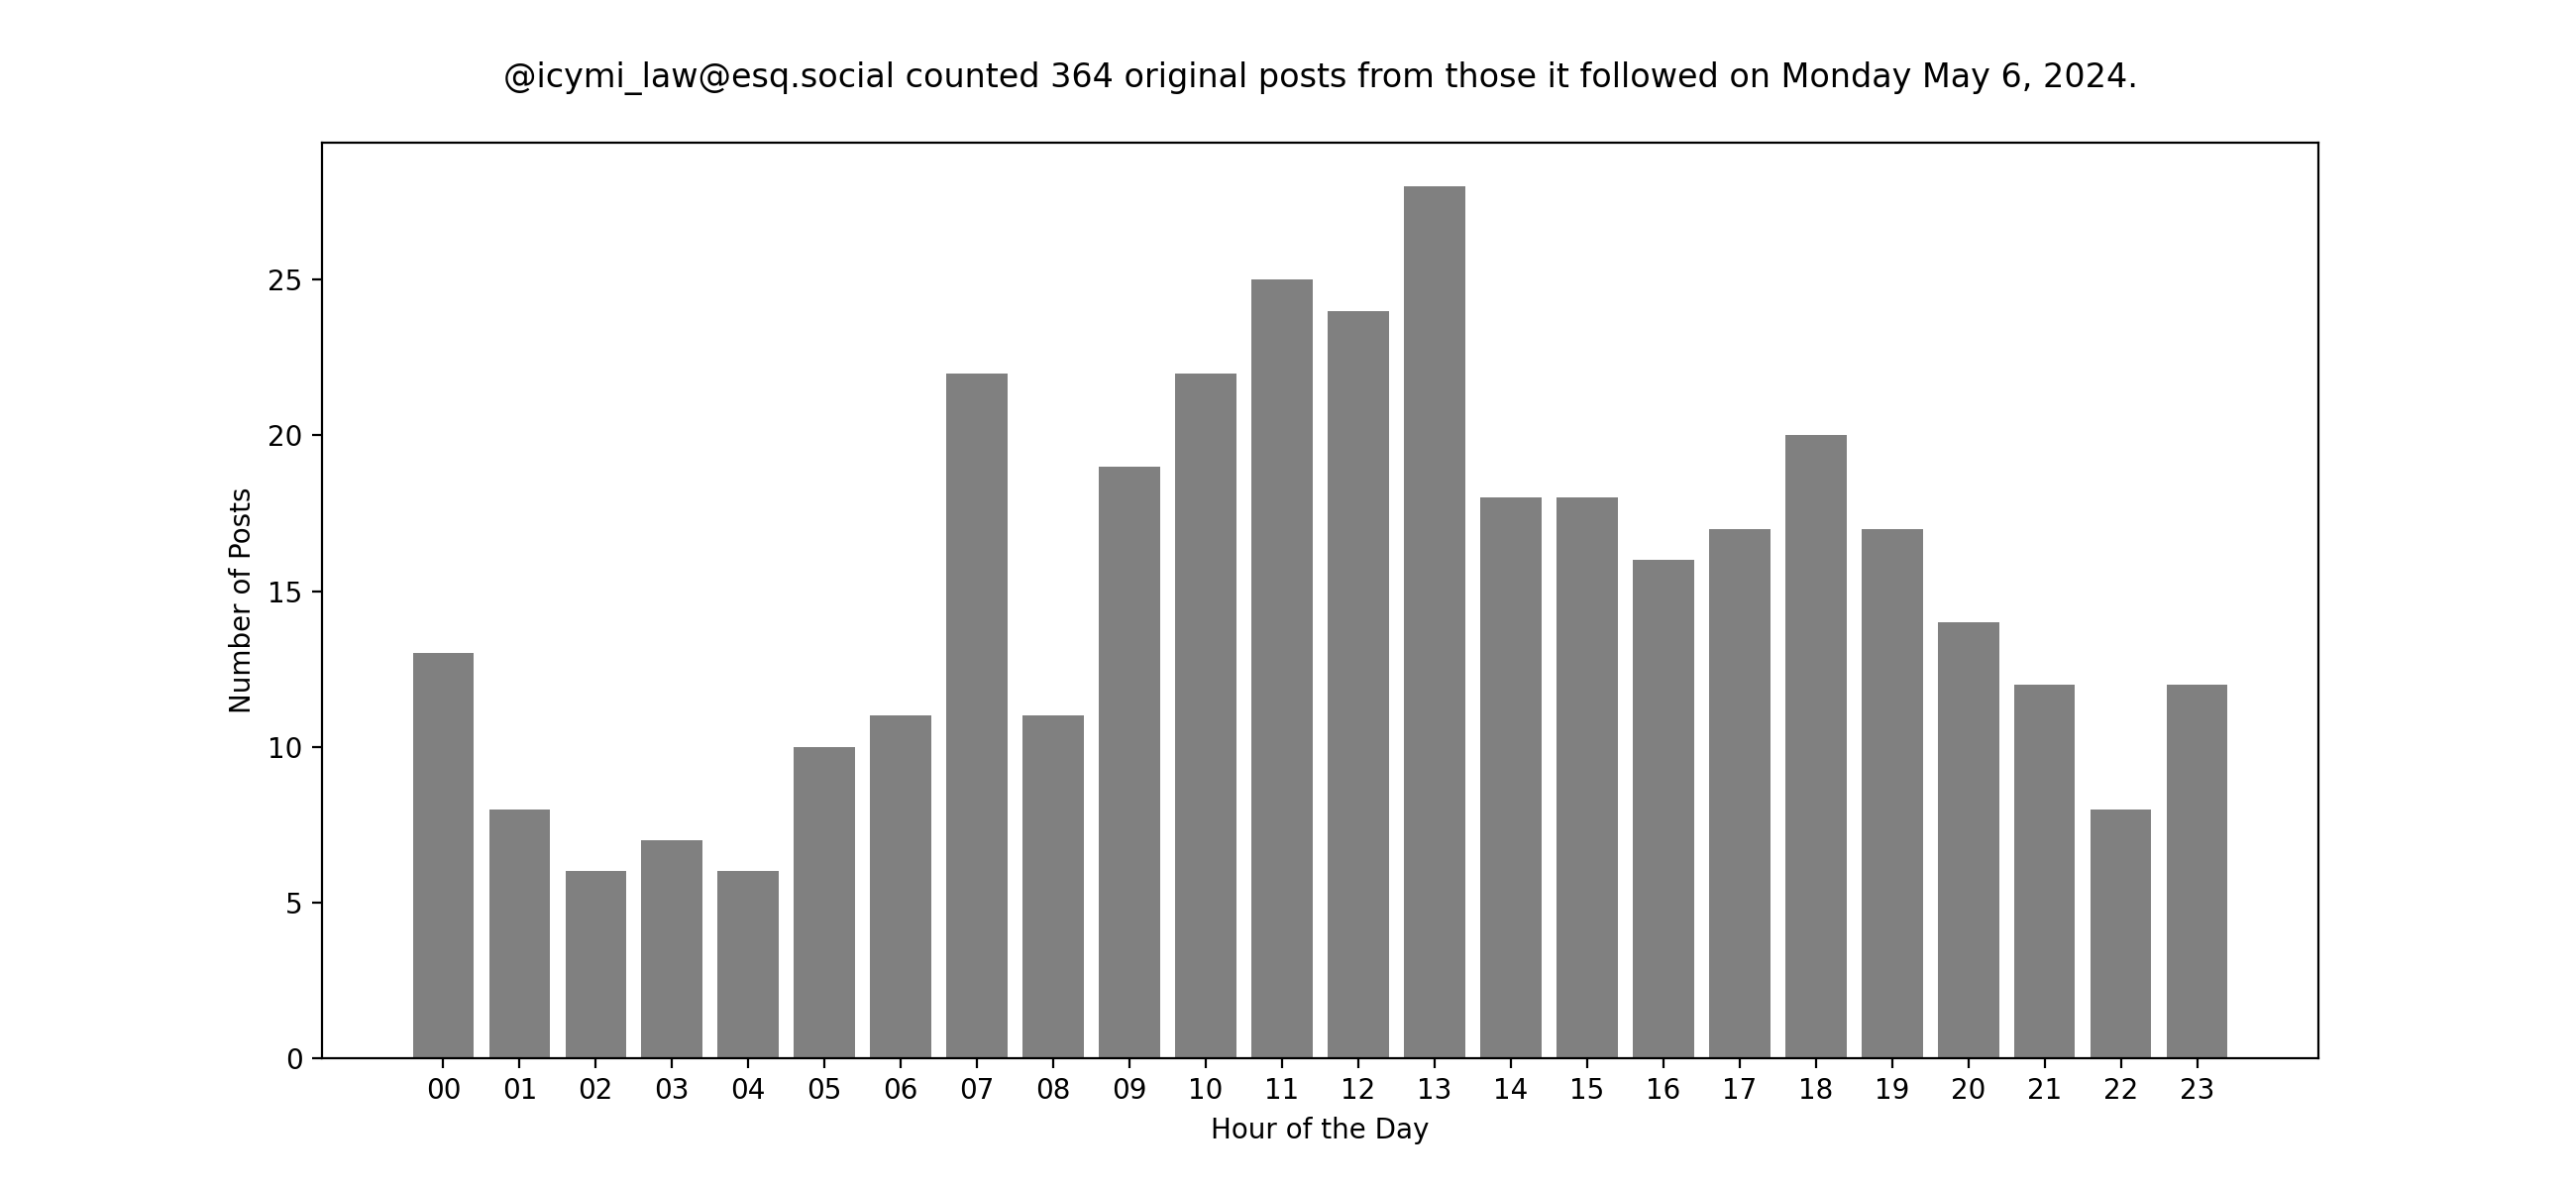 @icymi_law@esq.social counted 364 original posts from those it followed on Monday May 6, 2024.
25
20
15
10
5
0
Number of Posts
00 01 02 03 04 05 06 07 08 09 10 11 12 13 14 15 16 17 18 19 20 21 22 23
Hour of the Day